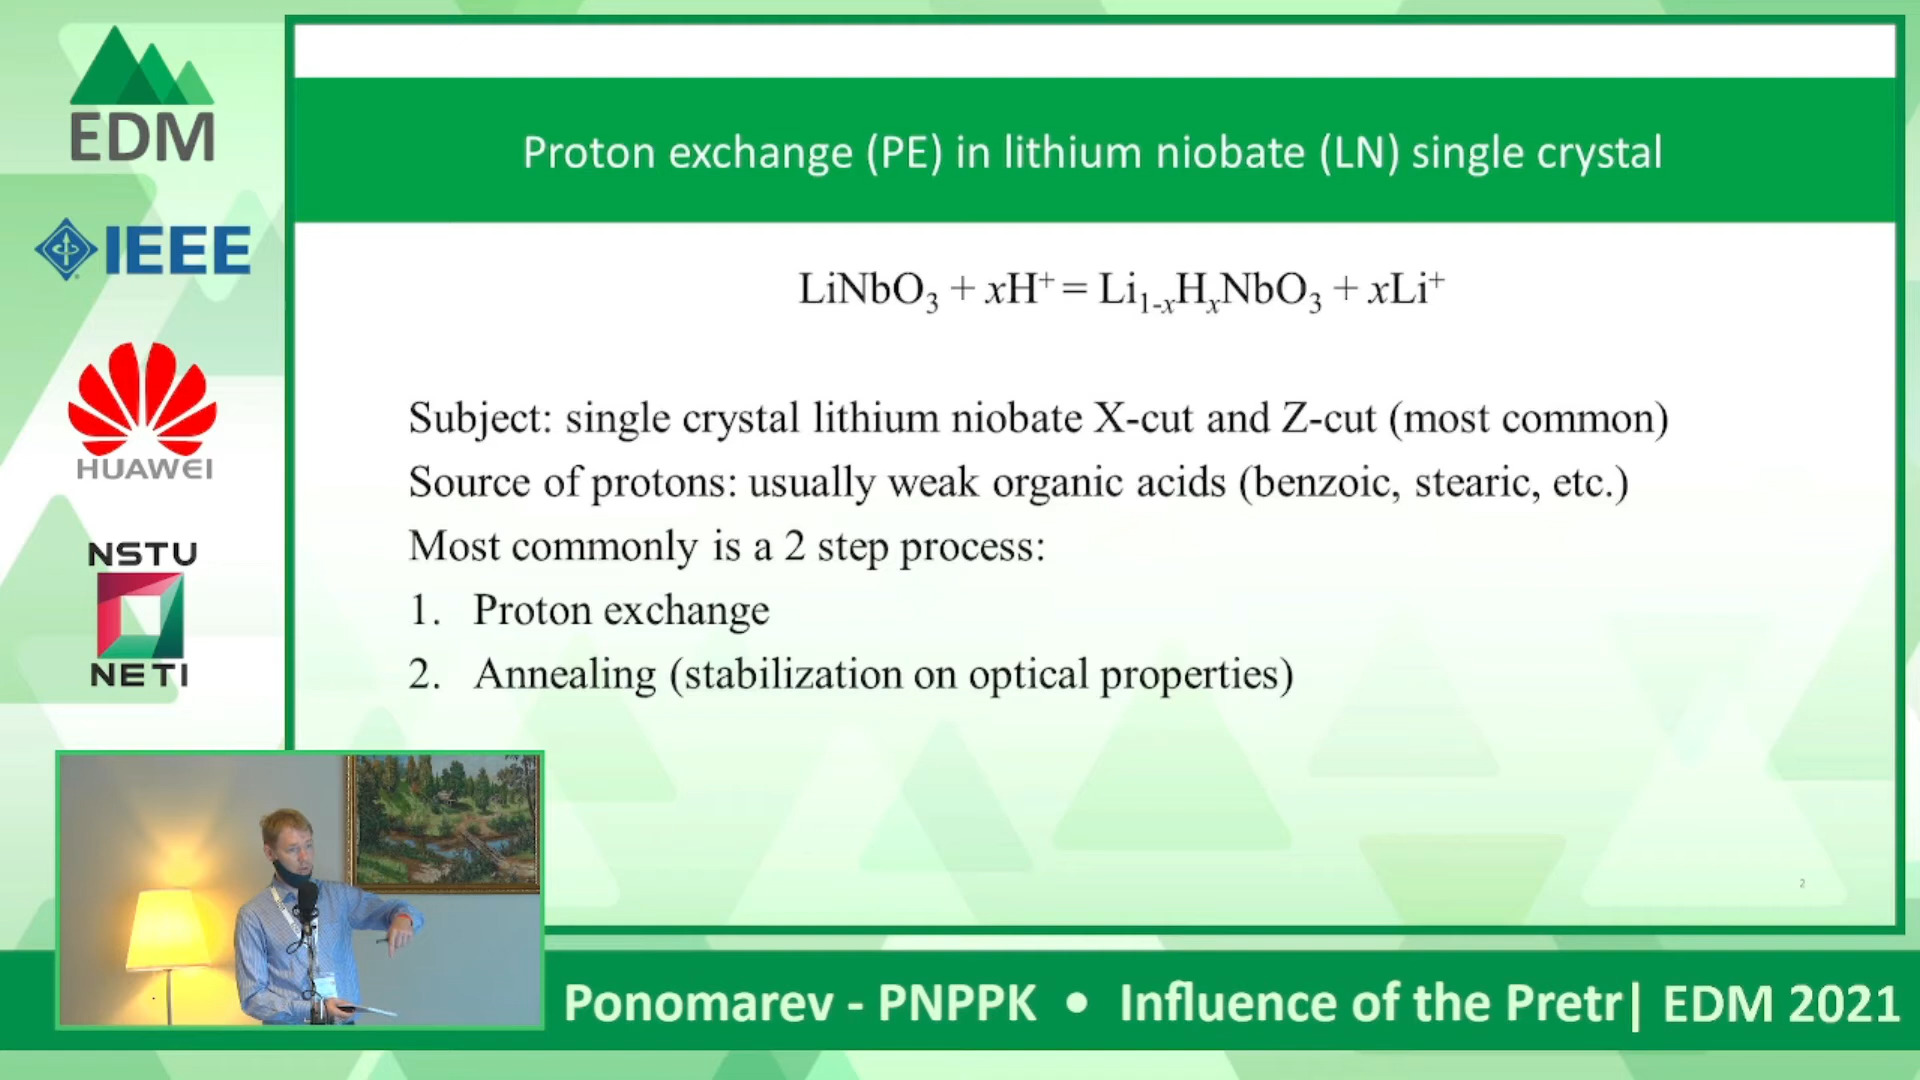 EDM
IEEE
HUAWEI
NSTU
NETI
Proton exchange (PE) in lithium niobate (LN) single crystal
LiNbO₃ + xH⁺ = Li₁₋ₓHₓNbO₃ + xLi⁺
Subject: single crystal lithium niobate X-cut and Z-cut (most common)
Source of protons: usually weak organic acids (benzoic, stearic, etc.)
Most commonly is a 2 step process:
1. Proton exchange
2. Annealing (stabilization on optical properties)
2
Ponomarev - PNPPK • Influence of the Pretr| EDM 2021